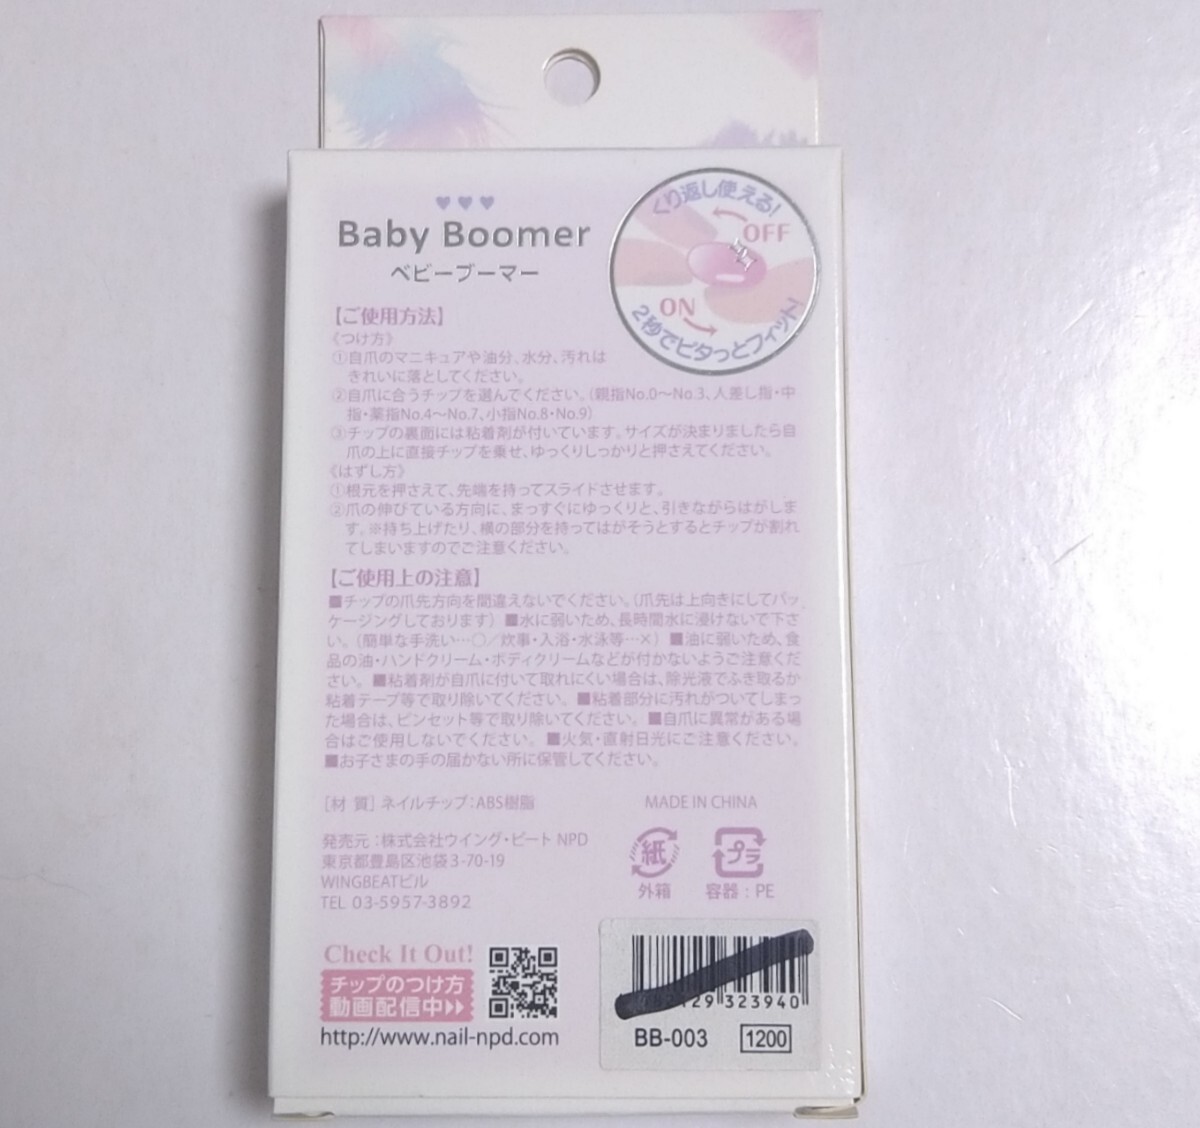 Baby Boomer
ベビーブーマー
くり返し使える!
OFF
ON
2秒でピタっとフィット!
【ご使用方法】
《つけ方》
①自爪のマニキュアや油分、水分、汚れは
きれいに落としてください。
②自爪に合うチップを選んでください。(親指No.0〜No.3、人差し指・中
指・薬指No.4〜No.7、小指No.8・No.9)
③チップの裏面には粘着剤が付いています。サイズが決まりましたら自
爪の上に直接チップを乗せ、ゆっくりしっかりと押さえてください。
《はずし方》
①根元を押さえて、先端を持ってスライドさせます。
②爪の伸びている方向に、まっすぐにゆっくりと、引きながらはがしま
す。※持ち上げたり、横の部分を持ってはがそうとするとチップが割れ
てしまいますのでご注意ください。
【ご使用上の注意】
■チップの爪先方向を間違えないでください。(爪先は上向きにしてパッ
ケージングしております) ■水に弱いため、長時間水に浸けないで下さ
い。(簡単な手洗い…○／炊事・入浴・水泳等…×) ■油に弱いため、食
品の油・ハンドクリーム・ボディクリームなどが付かないようご注意くだ
さい。■粘着剤が自爪に付いて取れにくい場合は、除光液でふき取るか
粘着テープ等で取り除いてください。■粘着部分に汚れがついてしまっ
た場合は、ピンセット等で取り除いてください。■自爪に異常がある場
合はご使用しないでください。■火気・直射日光にご注意ください。
■お子さまの手の届かない所に保管してください。
[材 質] ネイルチップ:ABS樹脂
MADE IN CHINA
発売元:株式会社ウイング・ビート NPD
東京都豊島区池袋3-70-19
WINGBEATビル
TEL 03-5957-3892
紙
外箱
プラ
容器:PE
Check It Out!
チップのつけ方
動画配信中▶▶
http://www.nail-npd.com
323940
BB-003
1200